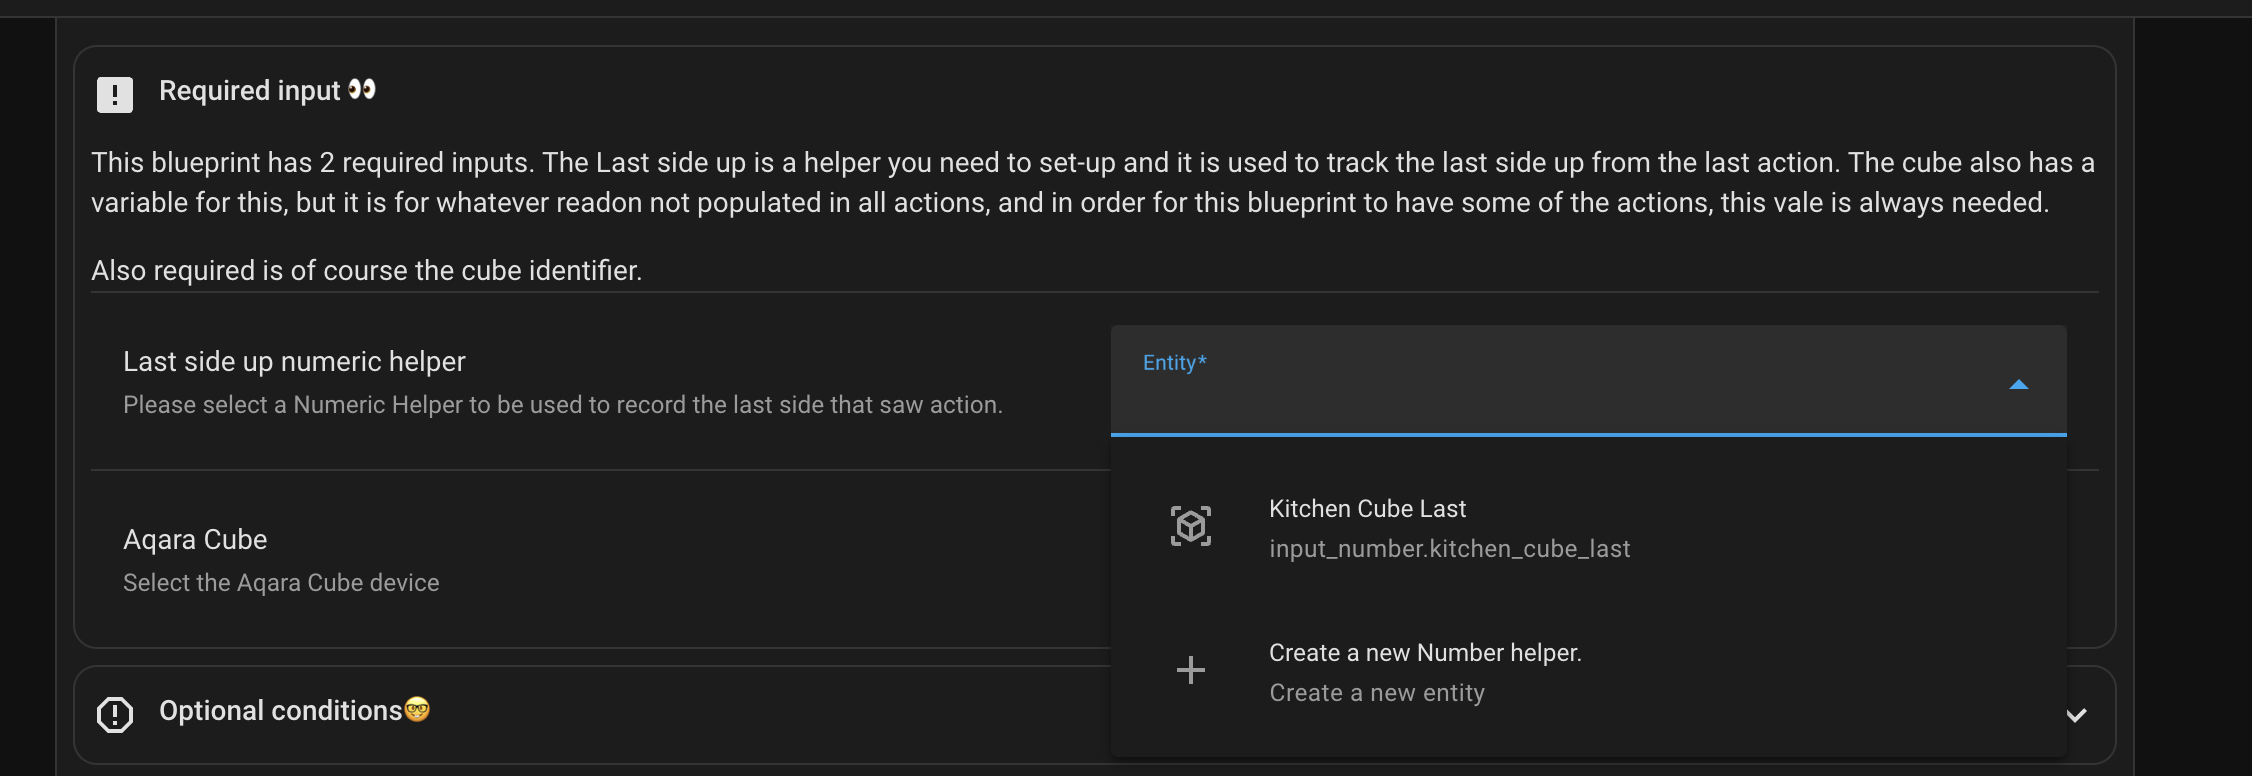 Required input 👀
This blueprint has 2 required inputs. The Last side up is a helper you need to set-up and it is used to track the last side up from the last action. The cube also has a
variable for this, but it is for whatever readon not populated in all actions, and in order for this blueprint to have some of the actions, this vale is always needed.
Also required is of course the cube identifier.
Last side up numeric helper
Please select a Numeric Helper to be used to record the last side that saw action.
Entity*
Kitchen Cube Last
input_number.kitchen_cube_last
Aqara Cube
Select the Aqara Cube device
Create a new Number helper.
Create a new entity
Optional conditions🤓